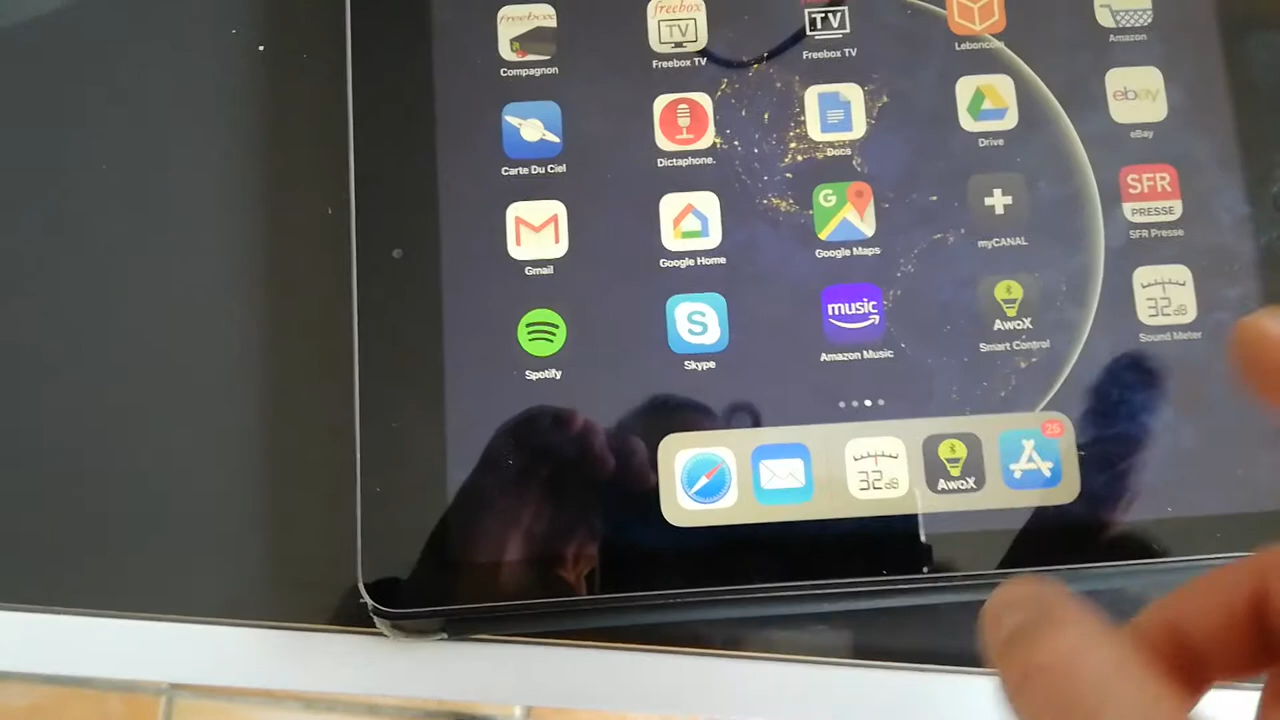 freebox
Compagnon
freebox
TV
Freebox TV
TV
Freebox TV
Leboncoin
Amazon
Carte Du Ciel
Dictaphone.
Docs
Drive
ebay
eBay
Gmail
Google Home
G
Google Maps
+
myCANAL
SFR
PRESSE
SFR Presse
Spotify
S
Skype
music
Amazon Music
AwoX
Smart Control
32dB
Sound Meter
32dB
AwoX
25